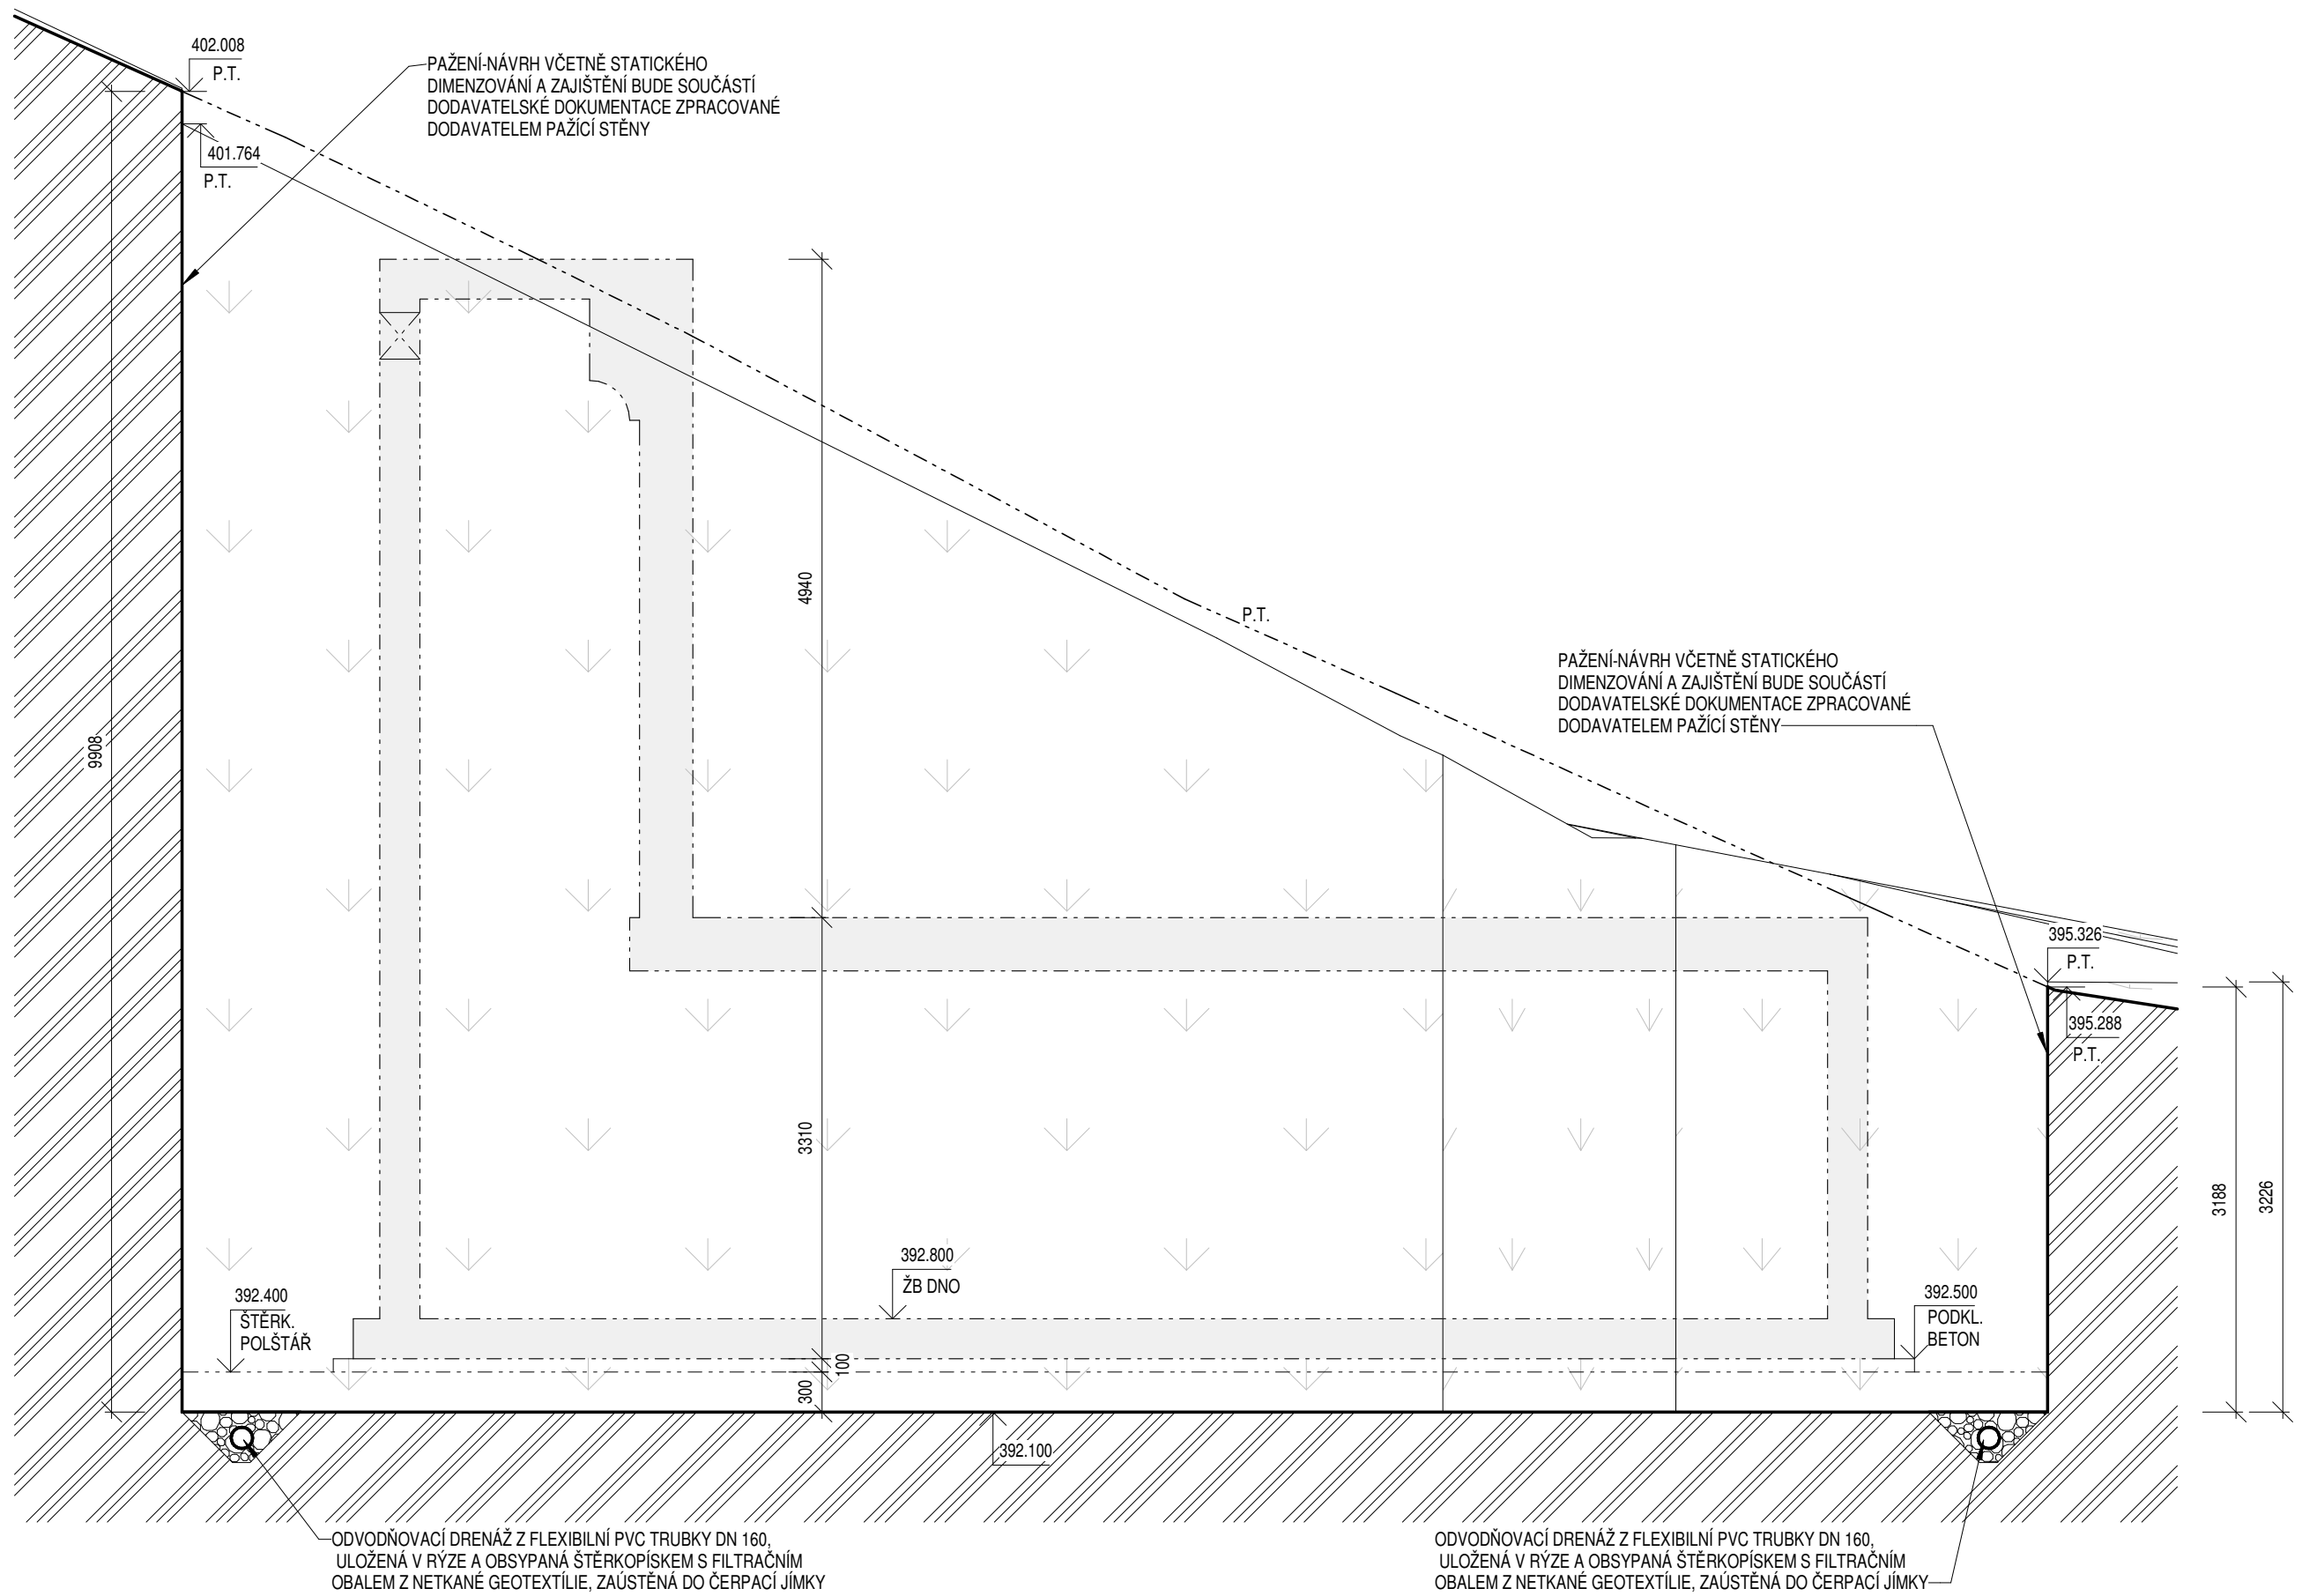 402.008
P.T.
PAŽENÍ-NÁVRH VČETNĚ STATICKÉHO
DIMENZOVÁNÍ A ZAJIŠTĚNÍ BUDE SOUČÁSTÍ
DODAVATELSKÉ DOKUMENTACE ZPRACOVANÉ
DODAVATELEM PAŽÍCÍ STĚNY
401.764
P.T.
4940
P.T.
PAŽENÍ-NÁVRH VČETNĚ STATICKÉHO
DIMENZOVÁNÍ A ZAJIŠTĚNÍ BUDE SOUČÁSTÍ
DODAVATELSKÉ DOKUMENTACE ZPRACOVANÉ
DODAVATELEM PAŽÍCÍ STĚNY
9908
395.326
P.T.
395.288
P.T.
3310
3188
3226
392.800
ŽB DNO
392.400
ŠTĚRK.
POLŠTÁŘ
392.500
PODKL.
BETON
100
300
392.100
ODVODŇOVACÍ DRENÁŽ Z FLEXIBILNÍ PVC TRUBKY DN 160,
ULOŽENÁ V RÝZE A OBSYPANÁ ŠTĚRKOPÍSKEM S FILTRAČNÍM
OBALEM Z NETKANÉ GEOTEXTÍLIE, ZAÚSTĚNÁ DO ČERPACÍ JÍMKY
ODVODŇOVACÍ DRENÁŽ Z FLEXIBILNÍ PVC TRUBKY DN 160,
ULOŽENÁ V RÝZE A OBSYPANÁ ŠTĚRKOPÍSKEM S FILTRAČNÍM
OBALEM Z NETKANÉ GEOTEXTÍLIE, ZAÚSTĚNÁ DO ČERPACÍ JÍMKY